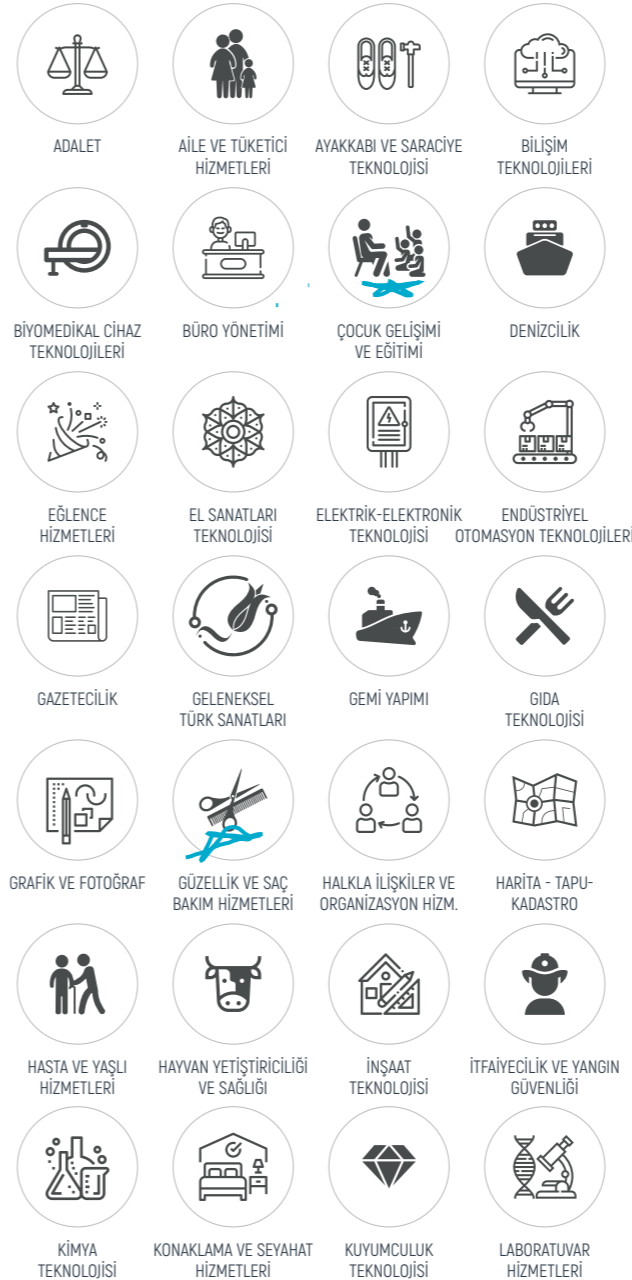 ADALET
AİLE VE TÜKETİCİ
HİZMETLERİ
AYAKKABI VE SARACİYE
TEKNOLOJİSİ
BİLİŞİM
TEKNOLOJİLERİ
BİYOMEDİKAL CİHAZ
TEKNOLOJİLERİ
BÜRO YÖNETİMİ
ÇOCUK GELİŞİMİ
VE EĞİTİMİ
DENİZCİLİK
EĞLENCE
HİZMETLERİ
EL SANATLARI
TEKNOLOJİSİ
ELEKTRİK-ELEKTRONİK
TEKNOLOJİSİ
ENDÜSTRİYEL
OTOMASYON TEKNOLOJİLERİ
GAZETECİLİK
GELENEKSEL
TÜRK SANATLARI
GEMİ YAPIMI
GIDA
TEKNOLOJİSİ
GRAFİK VE FOTOĞRAF
GÜZELLİK VE SAÇ
BAKIM HİZMETLERİ
HALKLA İLİŞKİLER VE
ORGANİZASYON HİZM.
HARİTA - TAPU-
KADASTRO
HASTA VE YAŞLI
HİZMETLERİ
HAYVAN YETİŞTİRİCİLİĞİ
VE SAĞLIĞI
İNŞAAT
TEKNOLOJİSİ
İTFAİYECİLİK VE YANGIN
GÜVENLİĞİ
KİMYA
TEKNOLOJİSİ
KONAKLAMA VE SEYAHAT
HİZMETLERİ
KUYUMCULUK
TEKNOLOJİSİ
LABORATUVAR
HİZMETLERİ